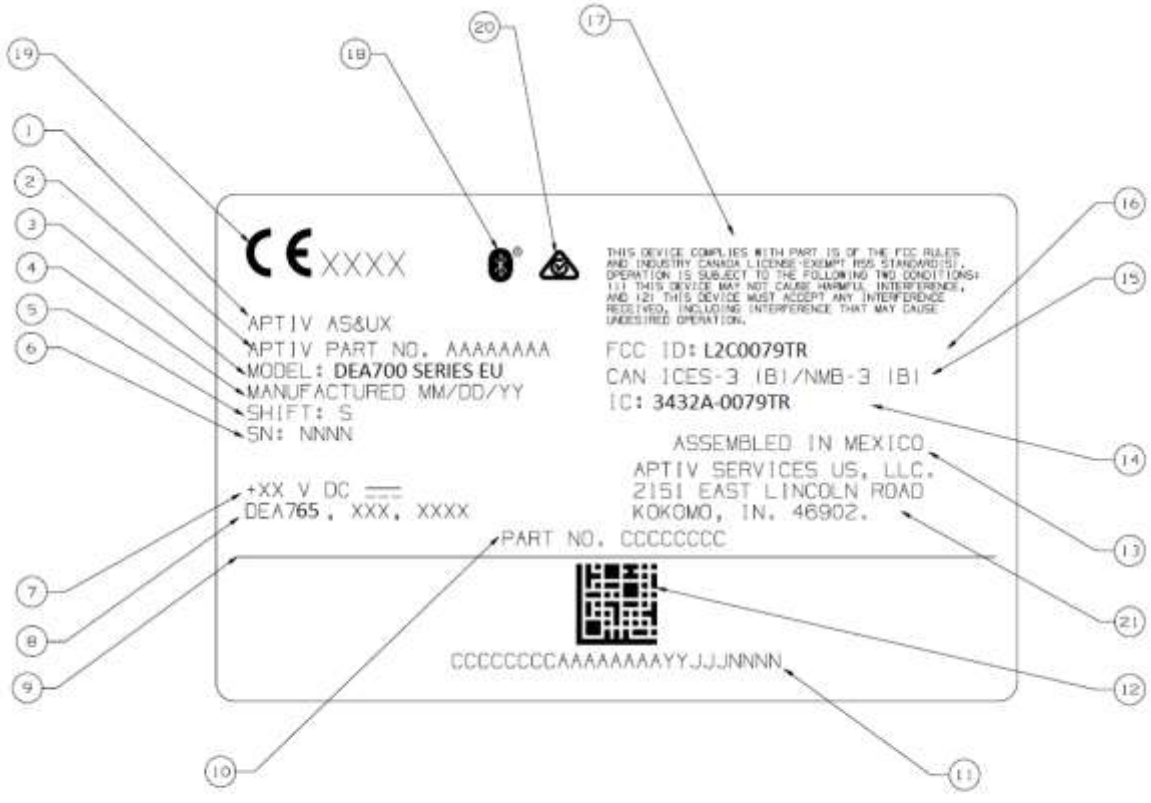 19
18
20
17
1
2
3
4
5
6
16
15
CE XXXX
®
THIS DEVICE COMPLIES WITH PART 15 OF THE FCC RULES
AND INDUSTRY CANADA LICENSE-EXEMPT RSS STANDARD(S).
OPERATION IS SUBJECT TO THE FOLLOWING TWO CONDITIONS:
(1) THIS DEVICE MAY NOT CAUSE HARMFUL INTERFERENCE,
AND (2) THIS DEVICE MUST ACCEPT ANY INTERFERENCE
RECEIVED, INCLUDING INTERFERENCE THAT MAY CAUSE
UNDESIRED OPERATION.
APTIV AS&UX
APTIV PART NO. AAAAAAAA
MODEL: DEA700 SERIES EU
MANUFACTURED MM/DD/YY
SHIFT: S
SN: NNNN
FCC ID: L2C0079TR
CAN ICES-3 (B)/NMB-3 (B)
IC: 3432A-0079TR
ASSEMBLED IN MEXICO
APTIV SERVICES US, LLC.
2151 EAST LINCOLN ROAD
KOKOMO, IN. 46902.
+XX V DC
DEA765, XXX, XXXX
PART NO. CCCCCCCC
CCCCCCCCAAAAAAAAYYJJJNNNN
14
13
7
8
9
21
12
10
11